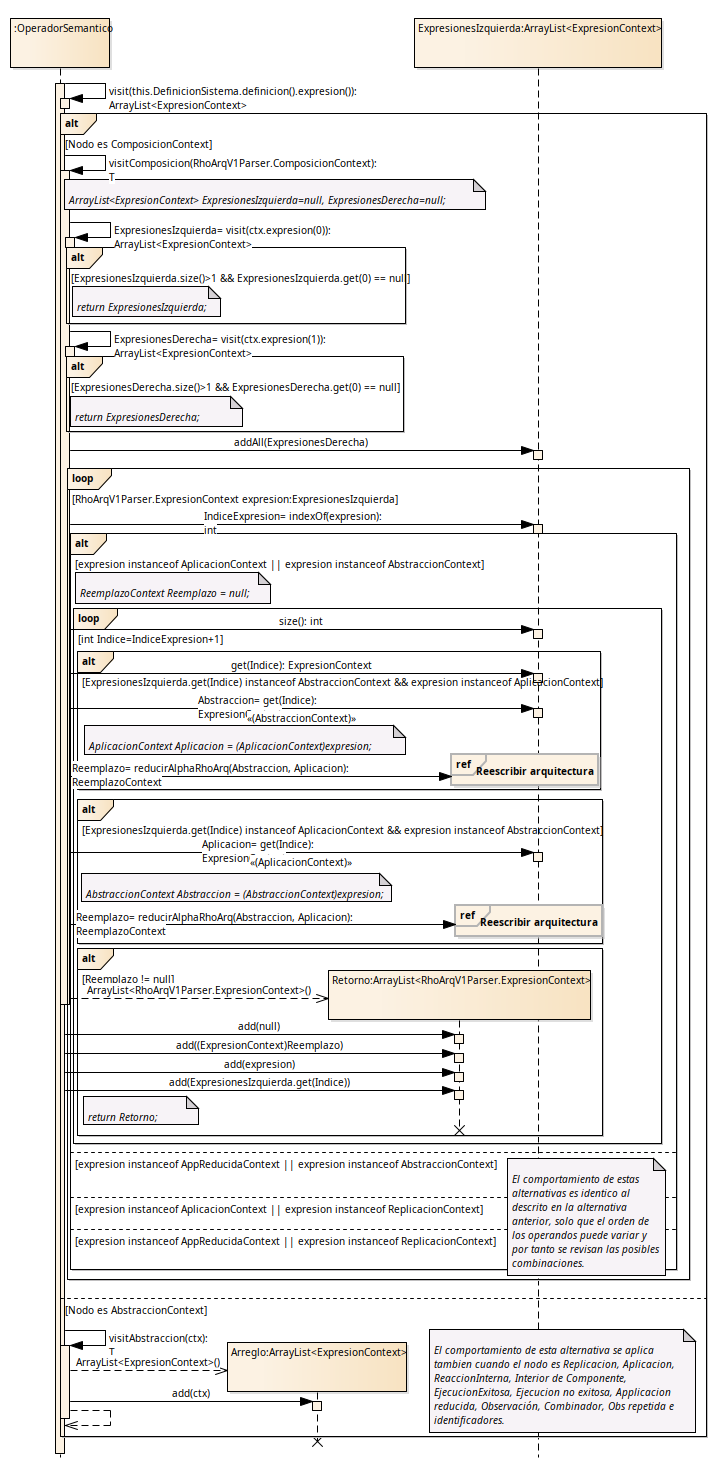 :OperadorSemantico
ExpresionesIzquierda:ArrayList<ExpresionContext>
visit(this.DefinicionSistema.definicion().expresion()):
ArrayList<ExpresionContext>
alt
[Nodo es ComposicionContext]
visitComposicion(RhoArqV1Parser.ComposicionContext):
T
ArrayList<ExpresionContext> ExpresionesIzquierda=null, ExpresionesDerecha=null;
ExpresionesIzquierda= visit(ctx.expresion(0)):
ArrayList<ExpresionContext>
alt
[ExpresionesIzquierda.size()>1 && ExpresionesIzquierda.get(0) == null]
return ExpresionesIzquierda;
ExpresionesDerecha= visit(ctx.expresion(1)):
ArrayList<ExpresionContext>
alt
[ExpresionesDerecha.size()>1 && ExpresionesDerecha.get(0) == null]
return ExpresionesDerecha;
addAll(ExpresionesDerecha)
loop
[RhoArqV1Parser.ExpresionContext expresion:ExpresionesIzquierda]
IndiceExpresion= indexOf(expresion):
int
alt
[expresion instanceof AplicacionContext || expresion instanceof AbstraccionContext]
ReemplazoContext Reemplazo = null;
loop
size(): int
[int Indice=IndiceExpresion+1]
alt
get(Indice): ExpresionContext
[ExpresionesIzquierda.get(Indice) instanceof AbstraccionContext && expresion instanceof AplicacionContext]
Abstraccion= get(Indice):
«(AbstraccionContext)»
AplicacionContext Aplicacion = (AplicacionContext)expresion;
Reemplazo= reducirAlphaRhoArq(Abstraccion, Aplicacion):
ReemplazoContext
ref
Reescribir arquitectura
alt
[ExpresionesIzquierda.get(Indice) instanceof AplicacionContext && expresion instanceof AbstraccionContext]
Aplicacion= get(Indice):
«(AplicacionContext)»
AbstraccionContext Abstraccion = (AbstraccionContext)expresion;
Reemplazo= reducirAlphaRhoArq(Abstraccion, Aplicacion):
ReemplazoContext
ref
Reescribir arquitectura
alt
[Reemplazo != null]
ArrayList<RhoArqV1Parser.ExpresionContext>()
Retorno:ArrayList<RhoArqV1Parser.ExpresionContext>
add(null)
add((ExpresionContext)Reemplazo)
add(expresion)
add(ExpresionesIzquierda.get(Indice))
return Retorno;
[expresion instanceof AppReducidaContext || expresion instanceof AbstraccionContext]
[expresion instanceof AplicacionContext || expresion instanceof ReplicacionContext]
[expresion instanceof AppReducidaContext || expresion instanceof ReplicacionContext]
El comportamiento de estas
alternativas es identico al
descrito en la alternativa
anterior, solo que el orden de
los operandos puede variar y
por tanto se revisan las posibles
combinaciones.
[Nodo es AbstraccionContext]
visitAbstraccion(ctx):
T
ArrayList<ExpresionContext>()
Arreglo:ArrayList<ExpresionContext>
add(ctx)
El comportamiento de esta alternativa se aplica
tambien cuando el nodo es Replicacion, Aplicacion,
ReaccionInterna, Interior de Componente,
EjecucionExitosa, Ejecucion no exitosa, Applicacion
reducida, Observación, Combinador, Obs repetida e
identificadores.